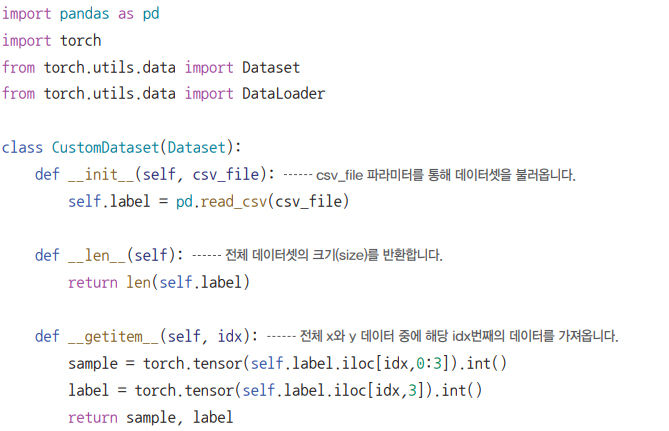 import pandas as pd
import torch
from torch.utils.data import Dataset
from torch.utils.data import DataLoader
class CustomDataset(Dataset):
def __init__(self, csv_file): ------ csv_file 파라미터를 통해 데이터셋을 불러옵니다.
self.label = pd.read_csv(csv_file)
def __len__(self): ------ 전체 데이터셋의 크기(size)를 반환합니다.
return len(self.label)
def __getitem__(self, idx): ------ 전체 x와 y 데이터 중에 해당 idx번째의 데이터를 가져옵니다.
sample = torch.tensor(self.label.iloc[idx,0:3]).int()
label = torch.tensor(self.label.iloc[idx,3]).int()
return sample, label